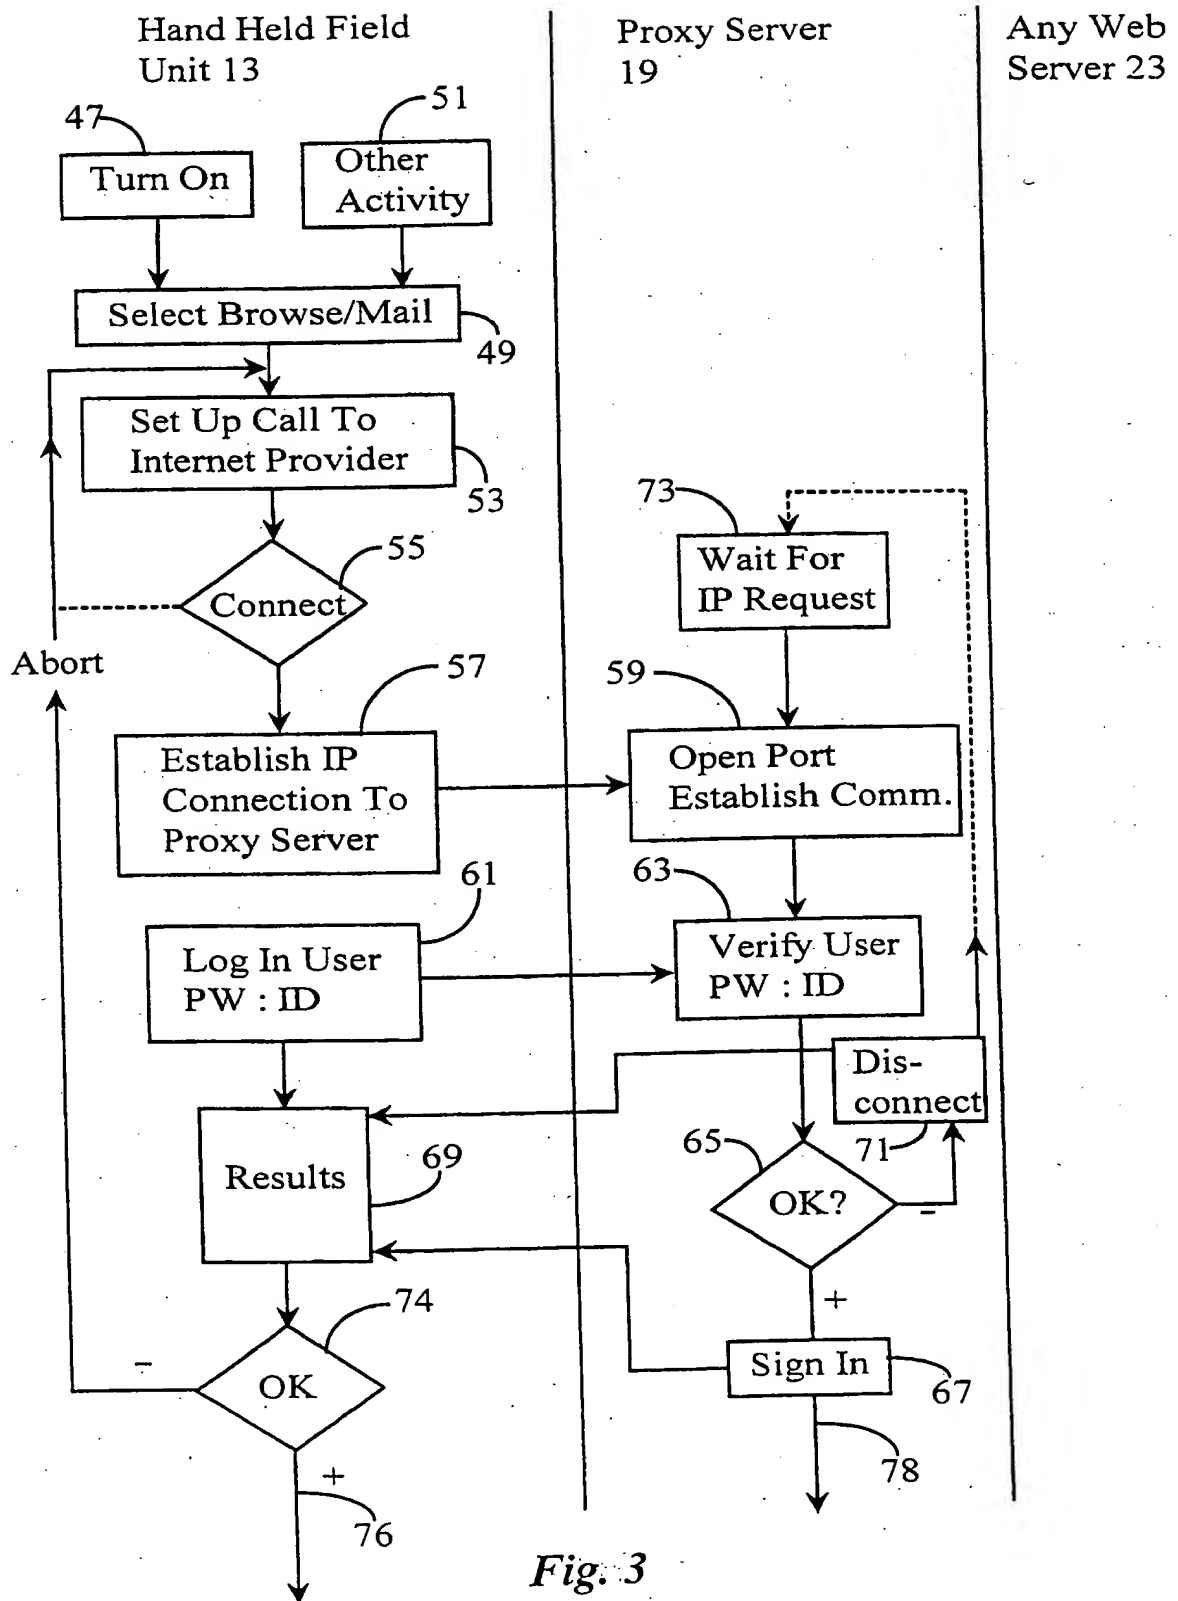 Hand Held Field
Unit 13
Proxy Server
19
Any Web
Server 23
47
51
Turn On
Other
Activity
Select Browse/Mail
49
Set Up Call To
Internet Provider
53
73
Wait For
IP Request
55
Connect
Abort
57
59
Establish IP
Connection To
Proxy Server
Open Port
Establish Comm.
61
63
Log In User
PW : ID
Verify User
PW : ID
Dis-
connect
71
Results
69
65
OK?
-
+
74
-
OK
Sign In
67
+
76
78
Fig. 3